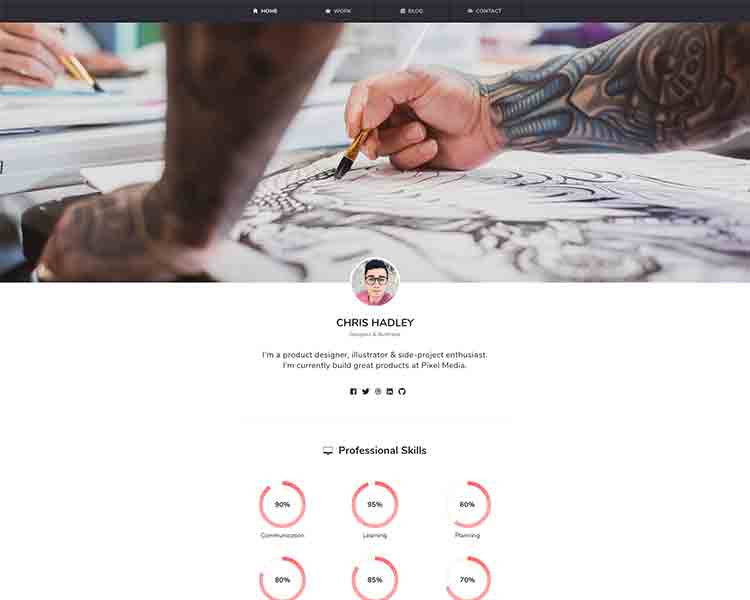 HOME
WORK
BLOG
CONTACT
CHRIS HADLEY
Designer & Illustrator
I'm a product designer, illustrator & side-project enthusiast.
I'm currently build great products at Pixel Media.
Professional Skills
90%
95%
60%
Communication
Learning
Planning
80%
85%
70%